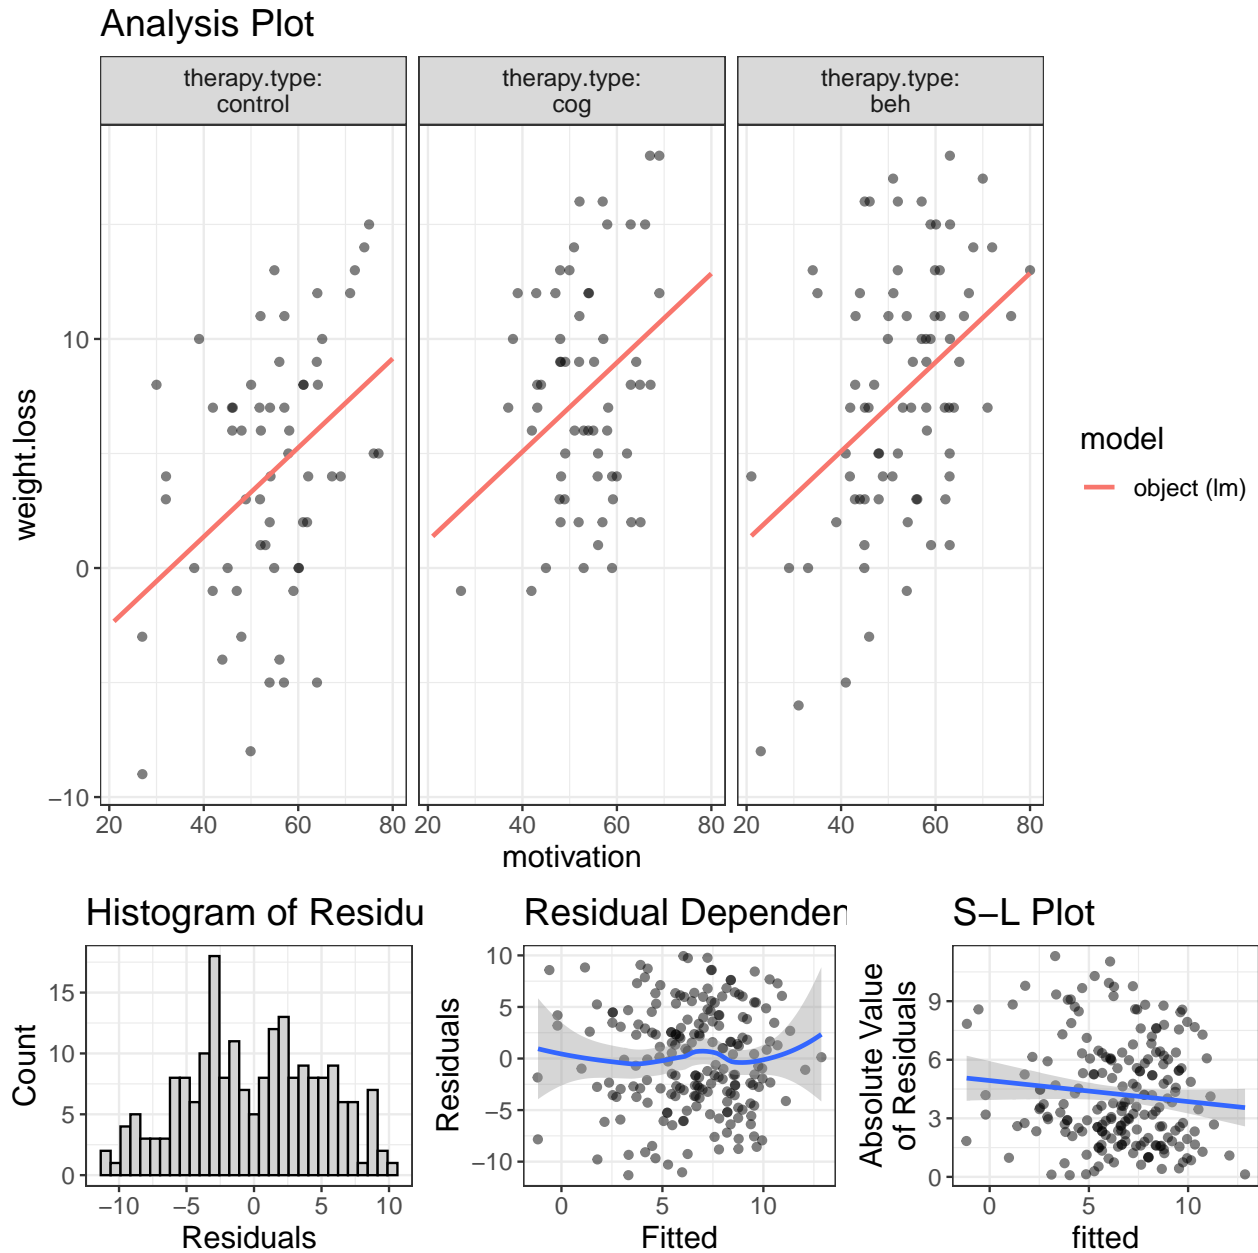 Analysis Plot
therapy.type:
control
therapy.type:
cog
therapy.type:
beh
weight.loss
10
0
−10
20 40 60 80
20 40 60 80
20 40 60 80
motivation
model
object (lm)
Histogram of Residu
Count
15
10
5
0
−10 −5 0 5 10
Residuals
Residual Dependen
Residuals
10
5
0
−5
−10
0 5 10
Fitted
S−L Plot
Absolute Value
of Residuals
9
6
3
0
0 5 10
fitted